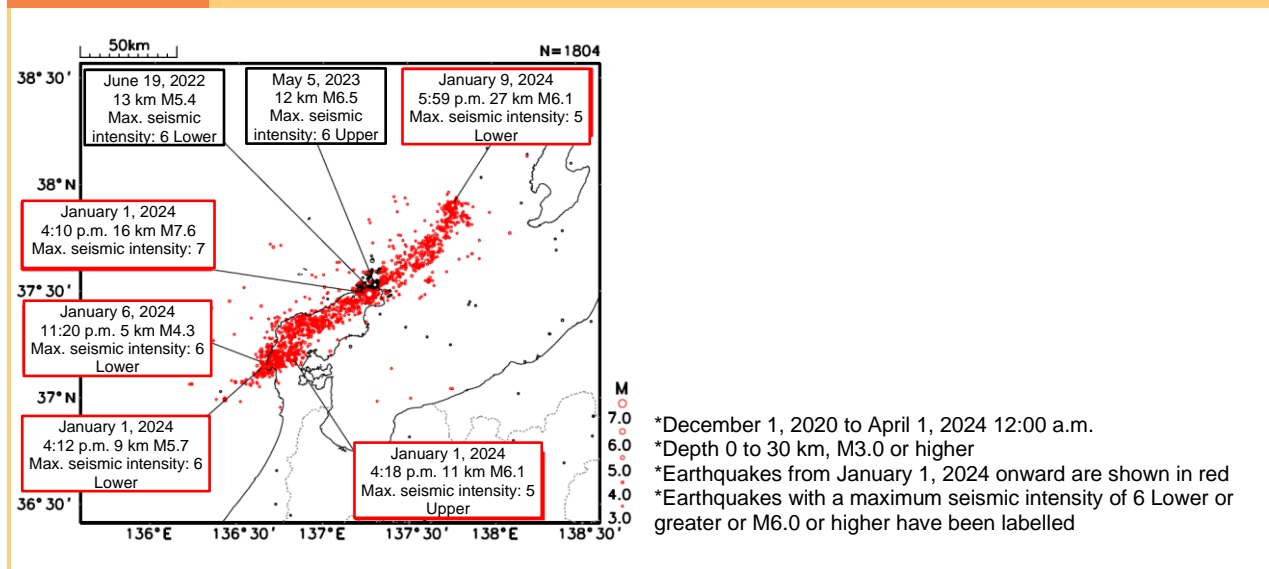 50km
N=1804
38°30'
38°N
37°30'
37°N
36°30'
136°E
136°30'
137°E
137°30'
138°E
138°30'
June 19, 2022
13 km M5.4
Max. seismic
intensity: 6 Lower
May 5, 2023
12 km M6.5
Max. seismic
intensity: 6 Upper
January 9, 2024
5:59 p.m. 27 km M6.1
Max. seismic intensity: 5
Lower
January 1, 2024
4:10 p.m. 16 km M7.6
Max. seismic intensity: 7
January 6, 2024
11:20 p.m. 5 km M4.3
Max. seismic intensity: 6
Lower
January 1, 2024
4:12 p.m. 9 km M5.7
Max. seismic intensity: 6
Lower
January 1, 2024
4:18 p.m. 11 km M6.1
Max. seismic intensity: 5
Upper
M
7.0
6.0
5.0
4.0
3.0
*December 1, 2020 to April 1, 2024 12:00 a.m.
*Depth 0 to 30 km, M3.0 or higher
*Earthquakes from January 1, 2024 onward are shown in red
*Earthquakes with a maximum seismic intensity of 6 Lower or
greater or M6.0 or higher have been labelled